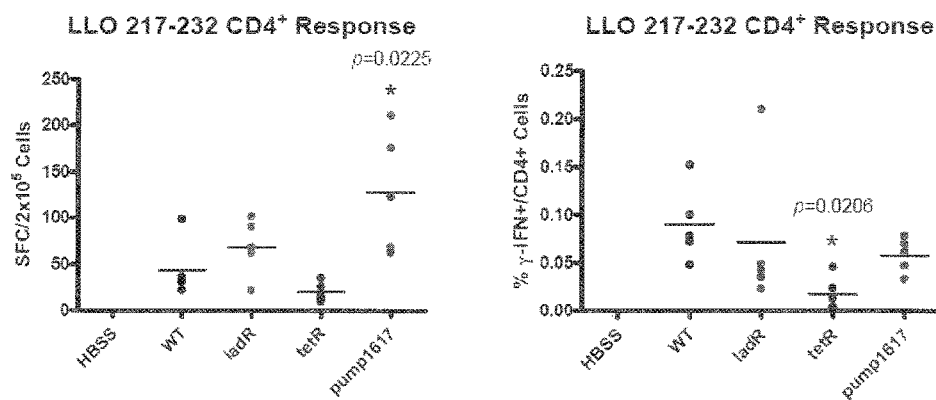 LLO 217-232 CD4⁺ Response
p=0.0225
*
SFC/2x10⁵ Cells
250
200
150
100
50
0
HBSS
WT
ladR
tetR
pump1617
LLO 217-232 CD4⁺ Response
% γ-IFN+/CD4+ Cells
0.25
0.20
0.15
0.10
0.05
0.00
p=0.0206
*
HBSS
WT
ladR
tetR
pump1617